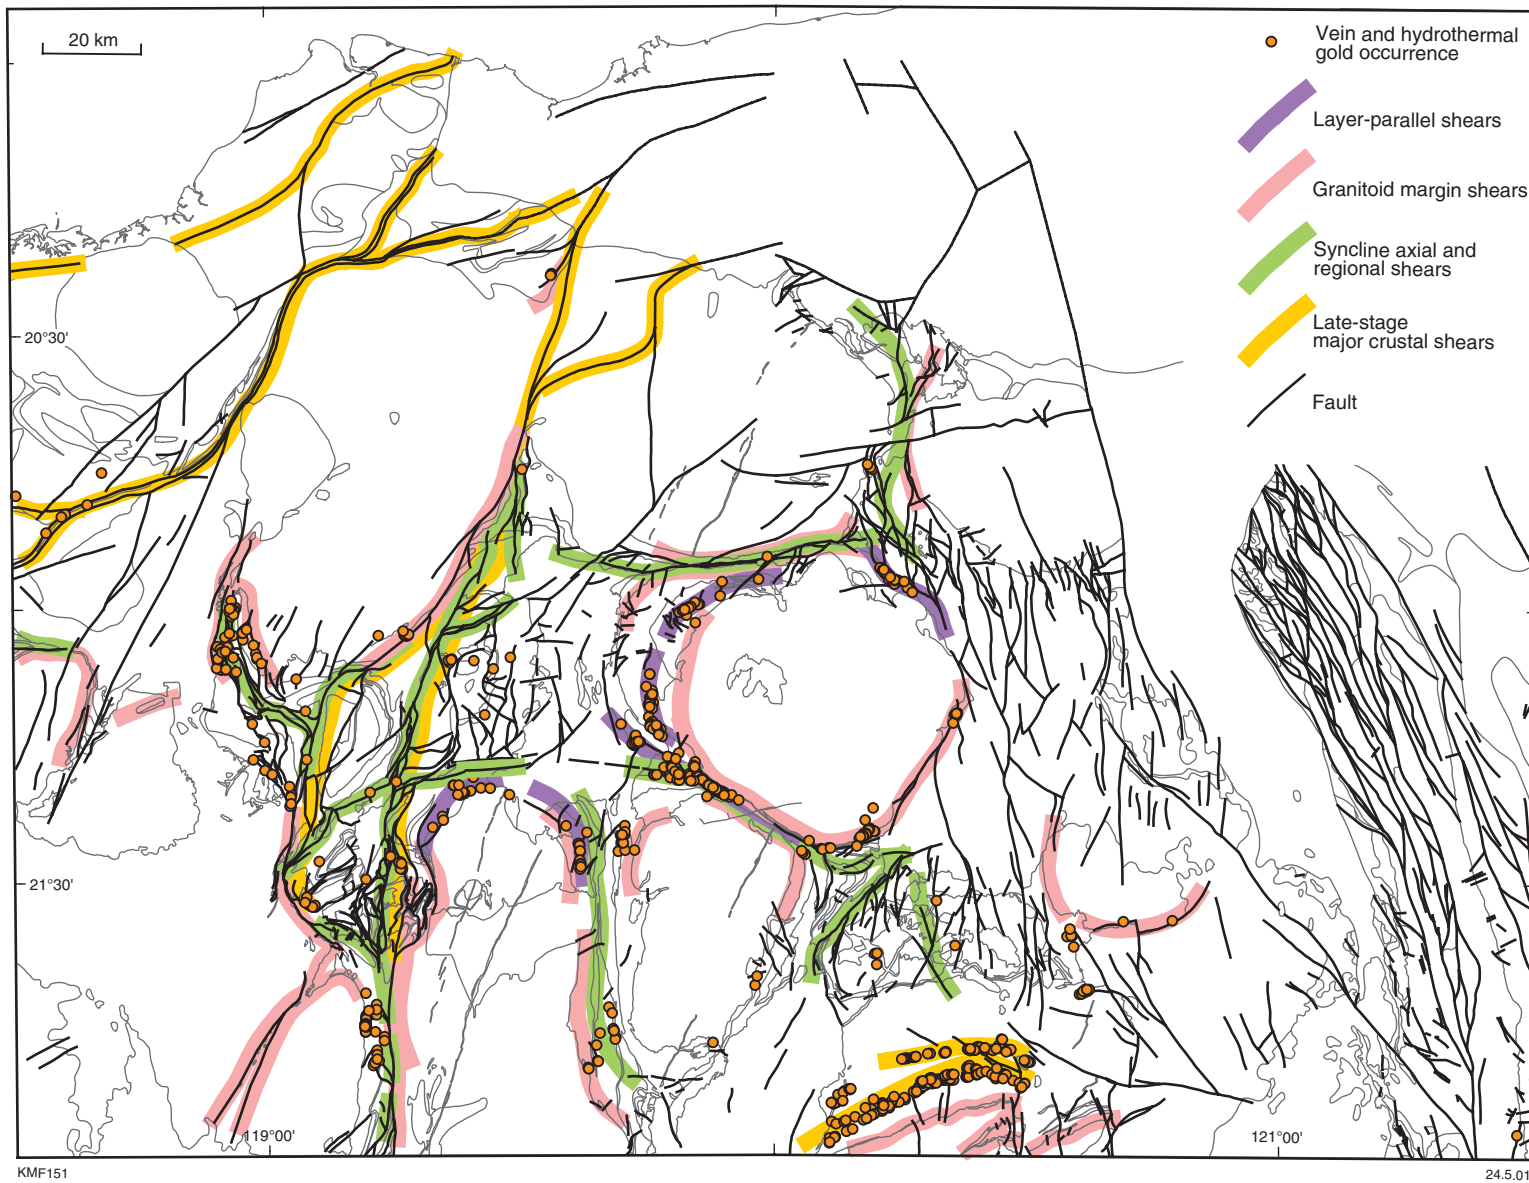 20 km
Vein and hydrothermal
gold occurrence
Layer-parallel shears
Granitoid margin shears
Syncline axial and
regional shears
Late-stage
major crustal shears
Fault
20°30'
21°30'
119°00'
121°00'
KMF151
24.5.01